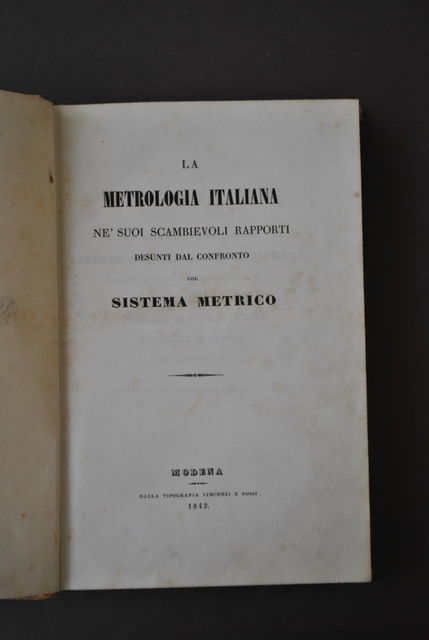 LA
METROLOGIA ITALIANA
NE' SUOI SCAMBIEVOLI RAPPORTI
DESUNTI DAL CONFRONTO
COL
SISTEMA METRICO
MODENA
DALLA TIPOGRAFIA VINCENZI E ROSSI
1842.